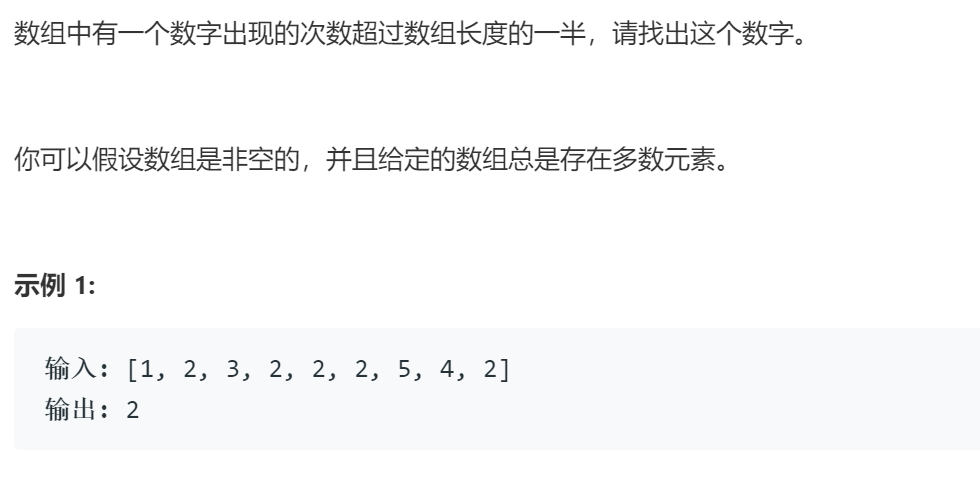 数组中有一个数字出现的次数超过数组长度的一半，请找出这个数字。
你可以假设数组是非空的，并且给定的数组总是存在多数元素。
示例 1:
输入: [1, 2, 3, 2, 2, 2, 5, 4, 2]
输出: 2